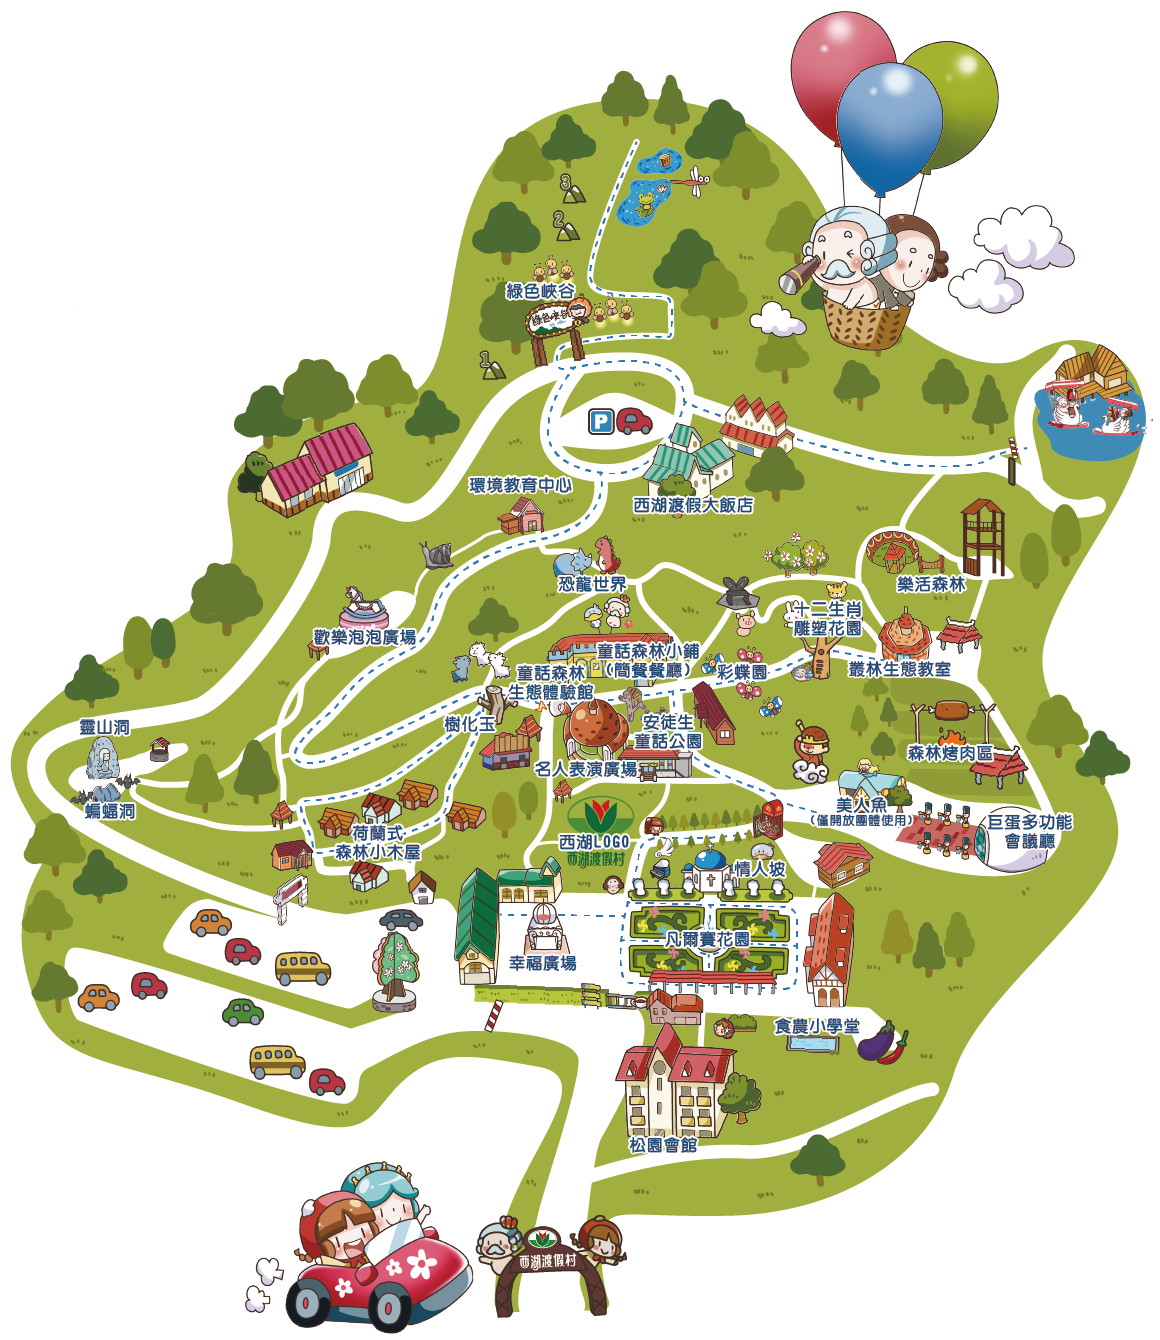 3
2
綠色峽谷
綠色峽谷
1
P
環境教育中心
西湖渡假大飯店
恐龍世界
樂活森林
歡樂泡泡廣場
十二生肖
雕塑花園
童話森林小鋪
(簡餐餐廳)
彩蝶園
叢林生態教室
童話森林
生態體驗館
樹化玉
安徒生
童話公園
靈山洞
森林烤肉區
名人表演廣場
蝙蝠洞
美人魚
(僅開放團體使用)
巨蛋多功能
會議廳
荷蘭式
森林小木屋
西湖LOGO
西湖渡假村
情人坡
凡爾賽花園
幸福廣場
食農小學堂
松園會館
西湖渡假村